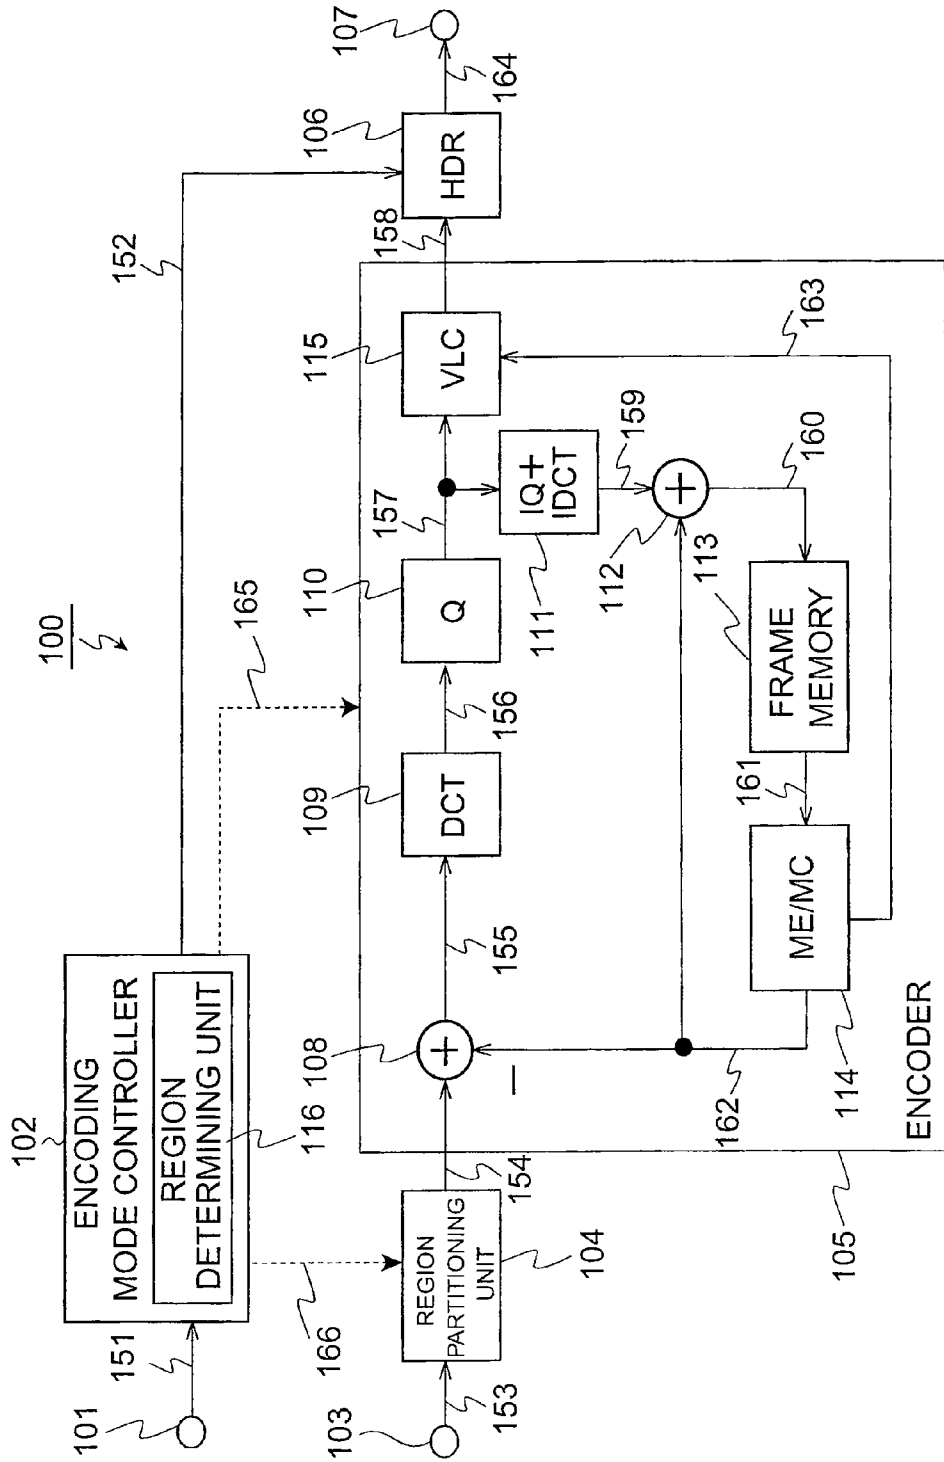 100
102
ENCODING
MODE CONTROLLER
REGION
DETERMINING UNIT
116
101
151
152
165
166
103
153
REGION
PARTITIONING
UNIT
104
154
108
+
−
155
109
DCT
156
110
Q
157
115
VLC
158
106
HDR
164
107
IQ+
IDCT
111
159
+
112
160
113
FRAME
MEMORY
161
ME/MC
114
162
163
105
ENCODER